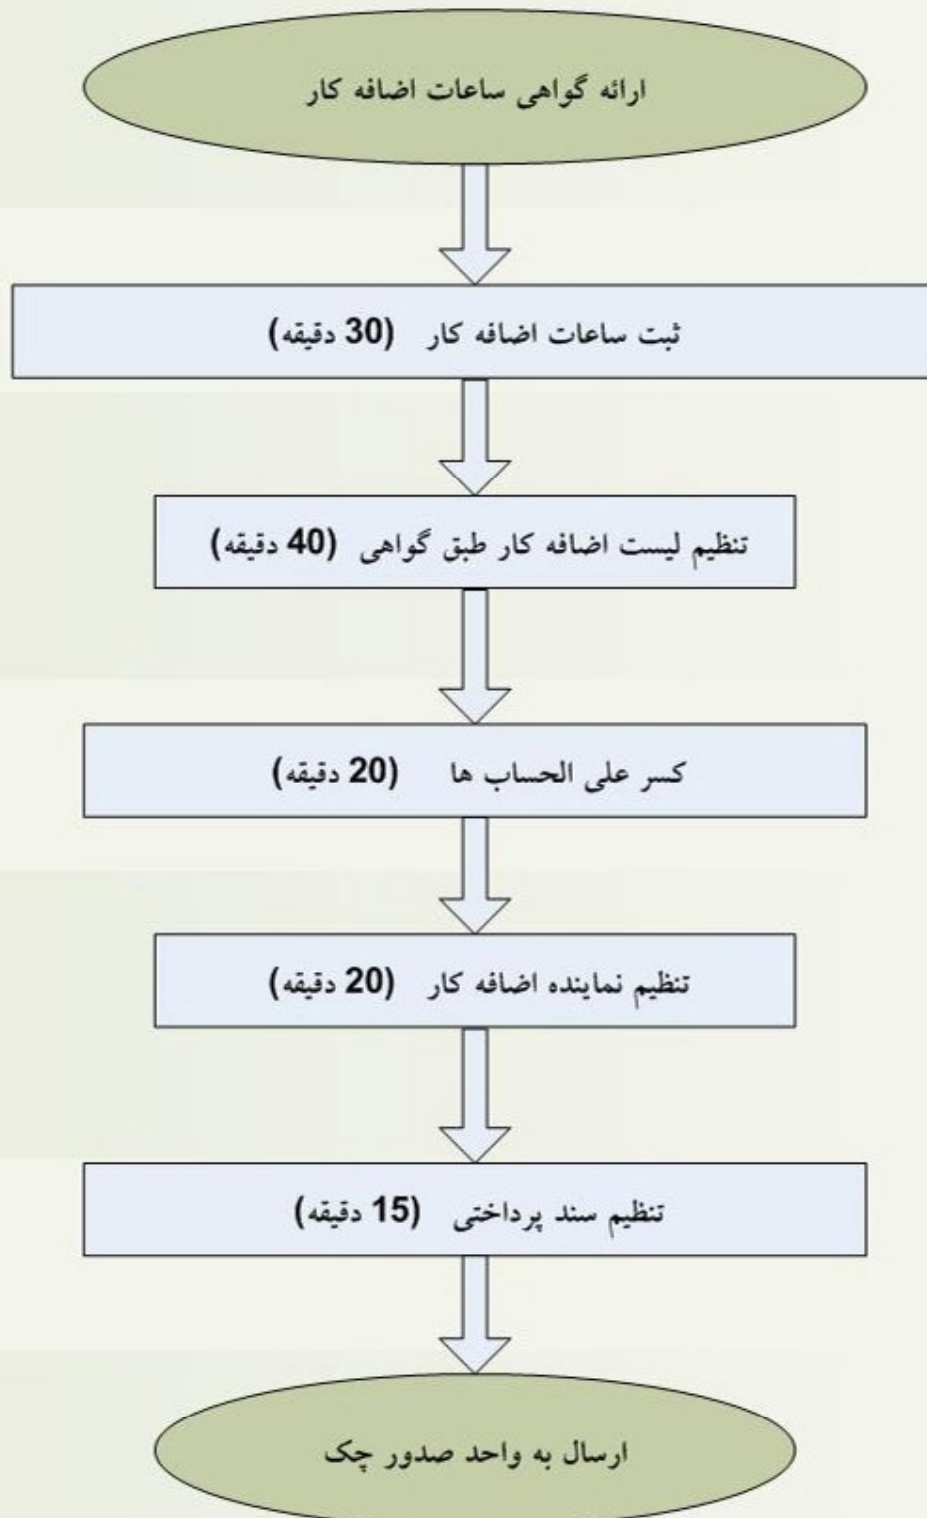 ارائه گواهی ساعات اضافه کار
ثبت ساعات اضافه کار (30 دقیقه)
تنظیم لیست اضافه کار طبق گواهی (40 دقیقه)
کسر علی الحساب ها (20 دقیقه)
تنظیم نماینده اضافه کار (20 دقیقه)
تنظیم سند پرداختی (15 دقیقه)
ارسال به واحد صدور چک